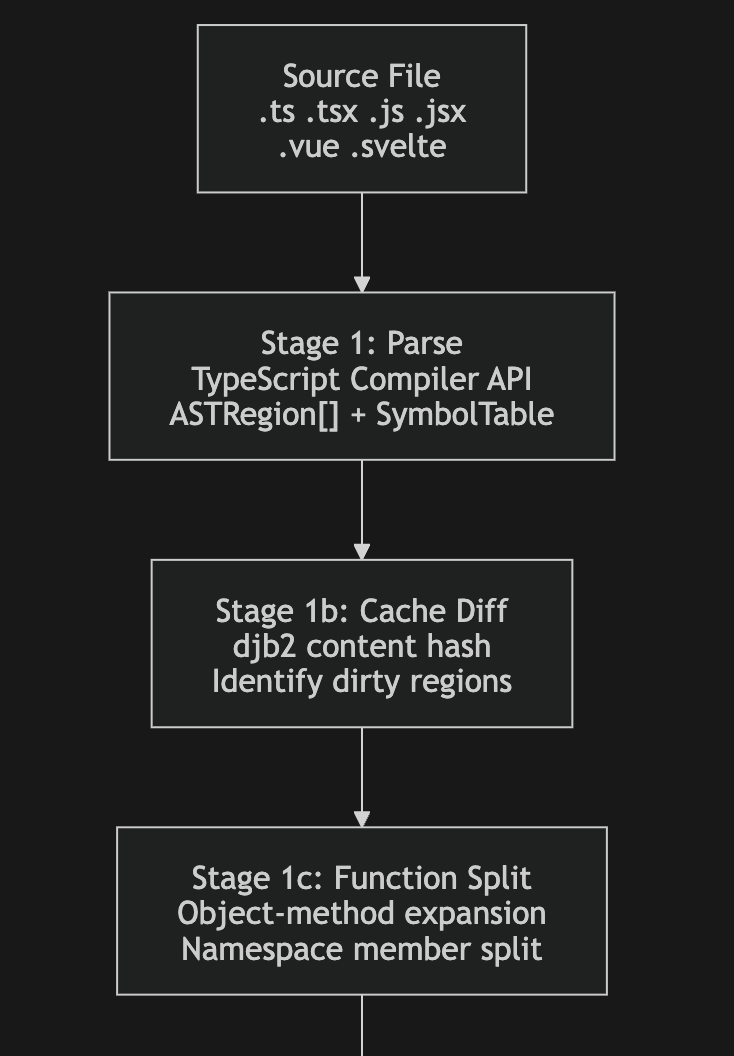 Source File
.ts .tsx .js .jsx
.vue .svelte
Stage 1: Parse
TypeScript Compiler API
ASTRegion[] + SymbolTable
Stage 1b: Cache Diff
djb2 content hash
Identify dirty regions
Stage 1c: Function Split
Object-method expansion
Namespace member split